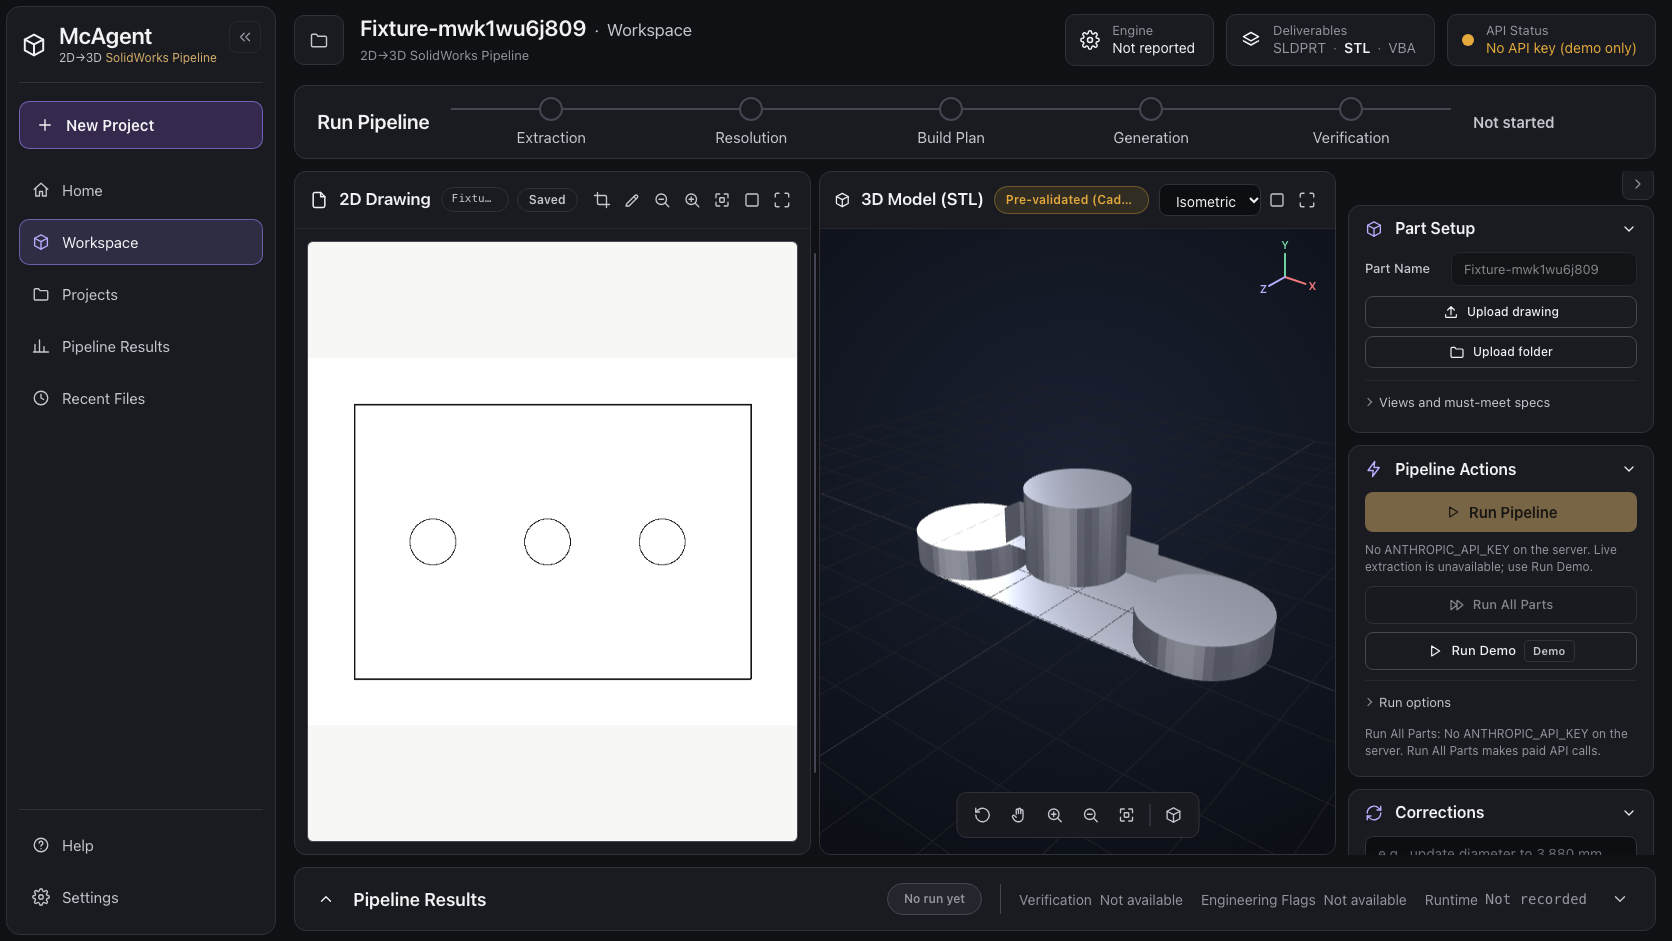 McAgent
2D→3D SolidWorks Pipeline
New Project
Home
Workspace
Projects
Pipeline Results
Recent Files
Help
Settings
Fixture-mwk1wu6j809 · Workspace
2D→3D SolidWorks Pipeline
Engine
Not reported
Deliverables
SLDPRT · STL · VBA
API Status
No API key (demo only)
Run Pipeline
Extraction
Resolution
Build Plan
Generation
Verification
Not started
2D Drawing
Fixtu…
Saved
3D Model (STL)
Pre-validated (Cad…
Isometric
Y
X
Z
Part Setup
Part Name
Fixture-mwk1wu6j809
Upload drawing
Upload folder
Views and must-meet specs
Pipeline Actions
Run Pipeline
No ANTHROPIC_API_KEY on the server. Live
extraction is unavailable; use Run Demo.
Run All Parts
Run Demo Demo
Run options
Run All Parts: No ANTHROPIC_API_KEY on the
server. Run All Parts makes paid API calls.
Corrections
e.g., update diameter to 3.880 mm
Pipeline Results
No run yet
Verification Not available
Engineering Flags Not available
Runtime Not recorded